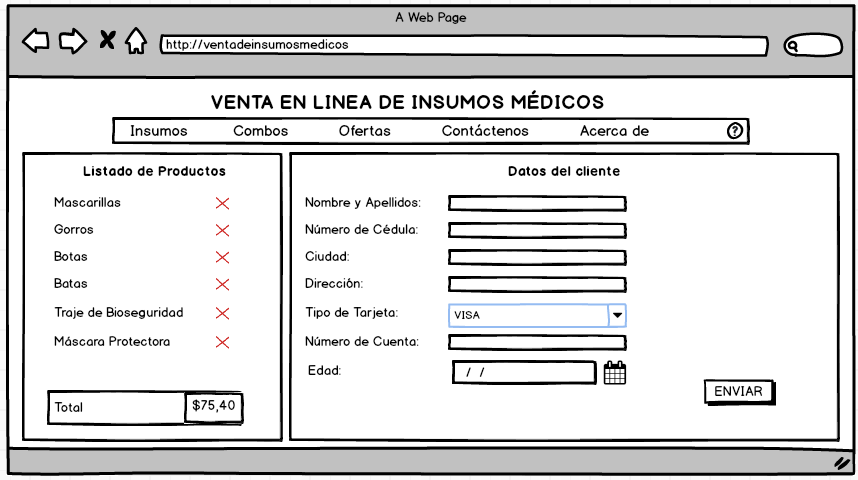 A Web Page
http://ventadeinsumosmedicos
VENTA EN LINEA DE INSUMOS MÉDICOS
Insumos Combos Ofertas Contáctenos Acerca de ?
Listado de Productos
Mascarillas
Gorros
Botas
Batas
Traje de Bioseguridad
Máscara Protectora
Total $75,40
Datos del cliente
Nombre y Apellidos:
Número de Cédula:
Ciudad:
Dirección:
Tipo de Tarjeta: VISA
Número de Cuenta:
Edad: / /
ENVIAR